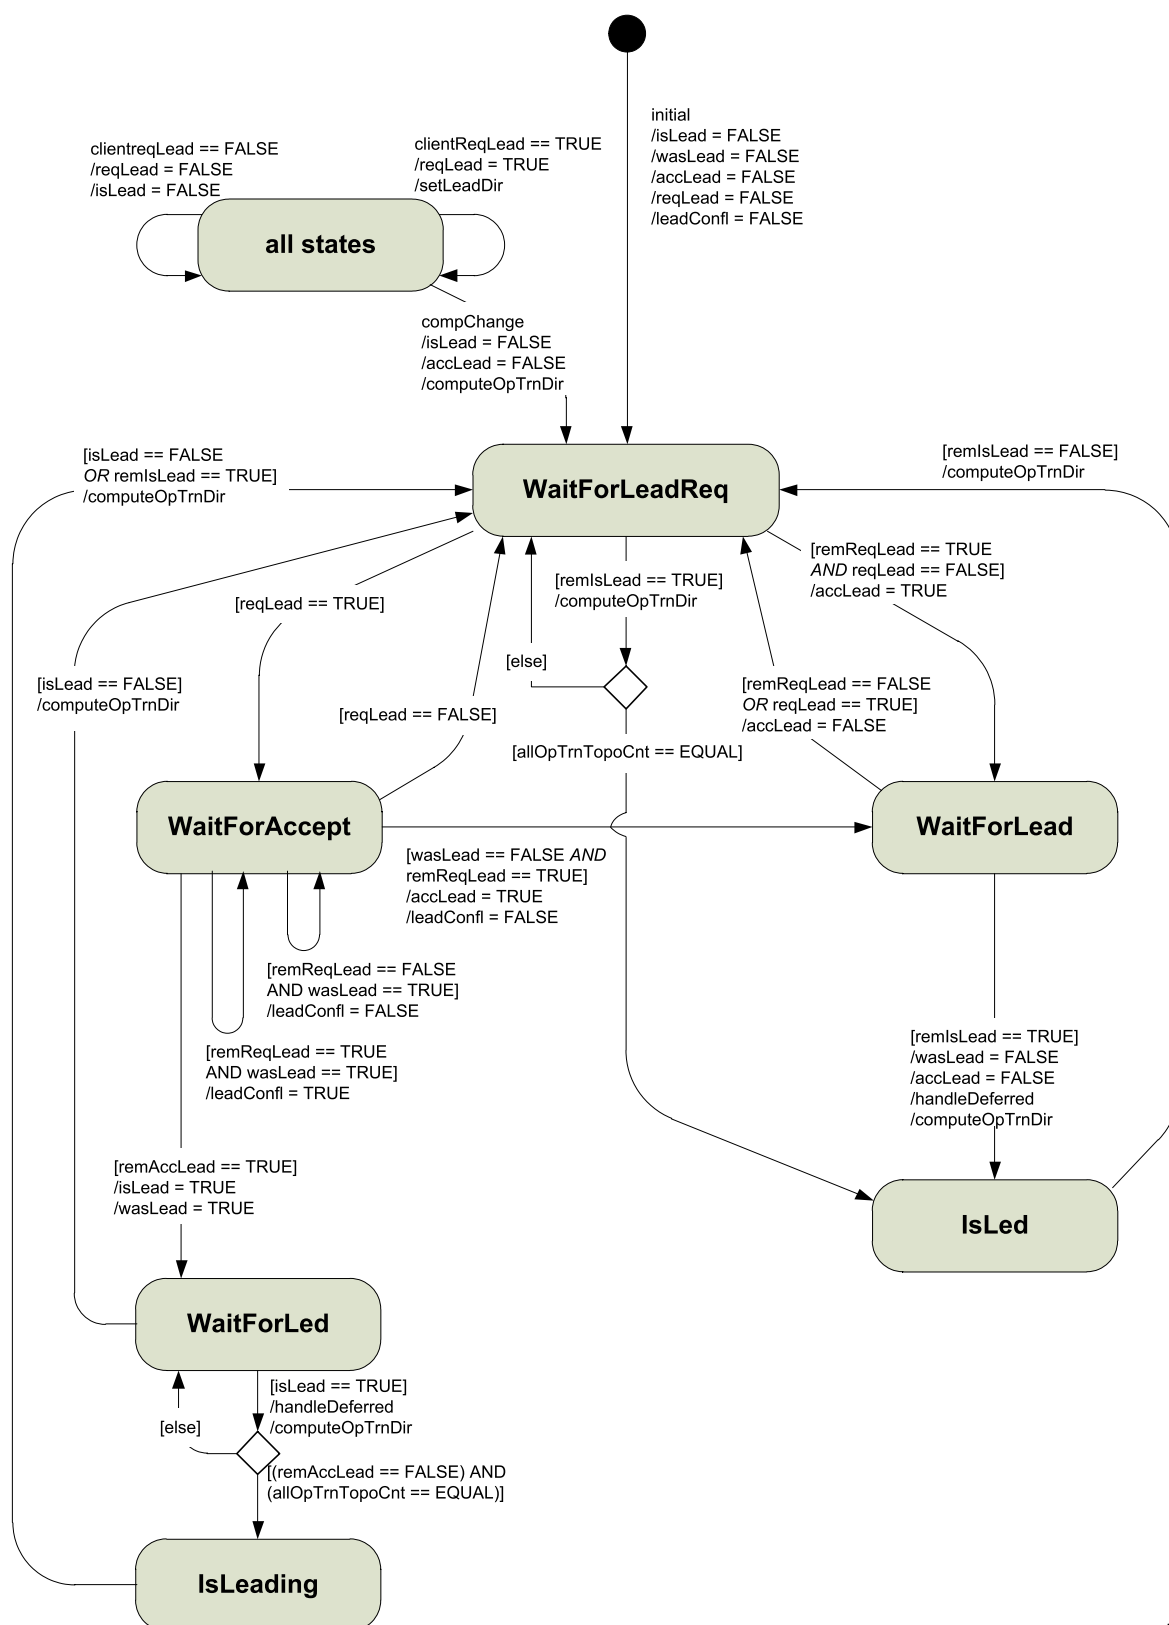 initial
/isLead = FALSE
/wasLead = FALSE
/accLead = FALSE
/reqLead = FALSE
/leadConfl = FALSE
clientreqLead == FALSE
/reqLead = FALSE
/isLead = FALSE
clientReqLead == TRUE
/reqLead = TRUE
/setLeadDir
all states
compChange
/isLead = FALSE
/accLead = FALSE
/computeOpTrnDir
[isLead == FALSE
OR remIsLead == TRUE]
/computeOpTrnDir
WaitForLeadReq
[remIsLead == FALSE]
/computeOpTrnDir
[remReqLead == TRUE
AND reqLead == FALSE]
/accLead = TRUE
[remIsLead == TRUE]
/computeOpTrnDir
[reqLead == TRUE]
[else]
[isLead == FALSE]
/computeOpTrnDir
[reqLead == FALSE]
[remReqLead == FALSE
OR reqLead == TRUE]
/accLead = FALSE
[allOpTrnTopoCnt == EQUAL]
WaitForAccept
WaitForLead
[wasLead == FALSE AND
remReqLead == TRUE]
/accLead = TRUE
/leadConfl = FALSE
[remReqLead == FALSE
AND wasLead == TRUE]
/leadConfl = FALSE
[remReqLead == TRUE
AND wasLead == TRUE]
/leadConfl = TRUE
[remIsLead == TRUE]
/wasLead = FALSE
/accLead = FALSE
/handleDeferred
/computeOpTrnDir
[remAccLead == TRUE]
/isLead = TRUE
/wasLead = TRUE
IsLed
WaitForLed
[isLead == TRUE]
/handleDeferred
/computeOpTrnDir
[else]
[(remAccLead == FALSE) AND
(allOpTrnTopoCnt == EQUAL)]
IsLeading